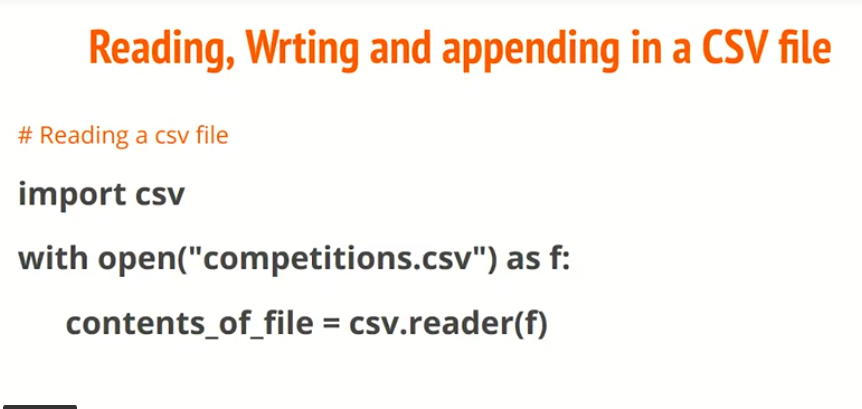 Reading, Wrting and appending in a CSV file
# Reading a csv file
import csv
with open("competitions.csv") as f:
contents_of_file = csv.reader(f)